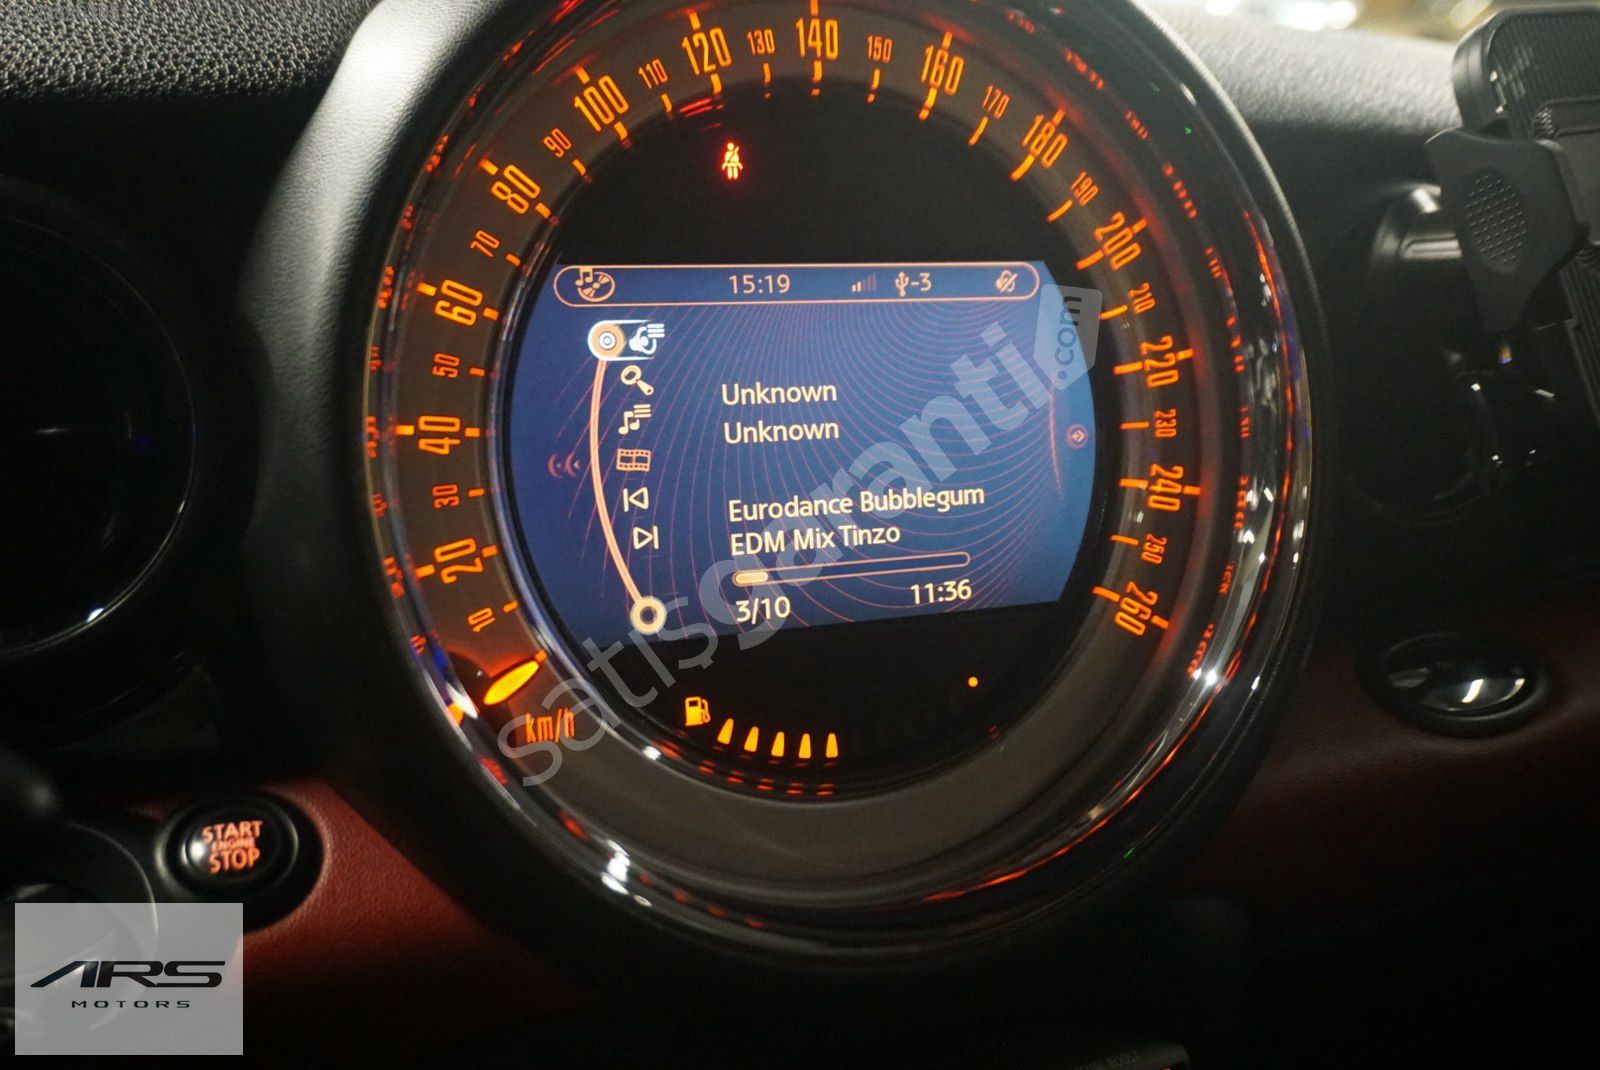 10
20
30
40
50
60
70
80
90
100
110
120
130
140
150
160
170
180
190
200
210
220
230
240
250
260
km/h
15:19
-3
Unknown
Unknown
Eurodance Bubblegum
EDM Mix Tinzo
3/10
11:36
START
ENGINE
STOP
satisgaranti.com
ARS
MOTORS